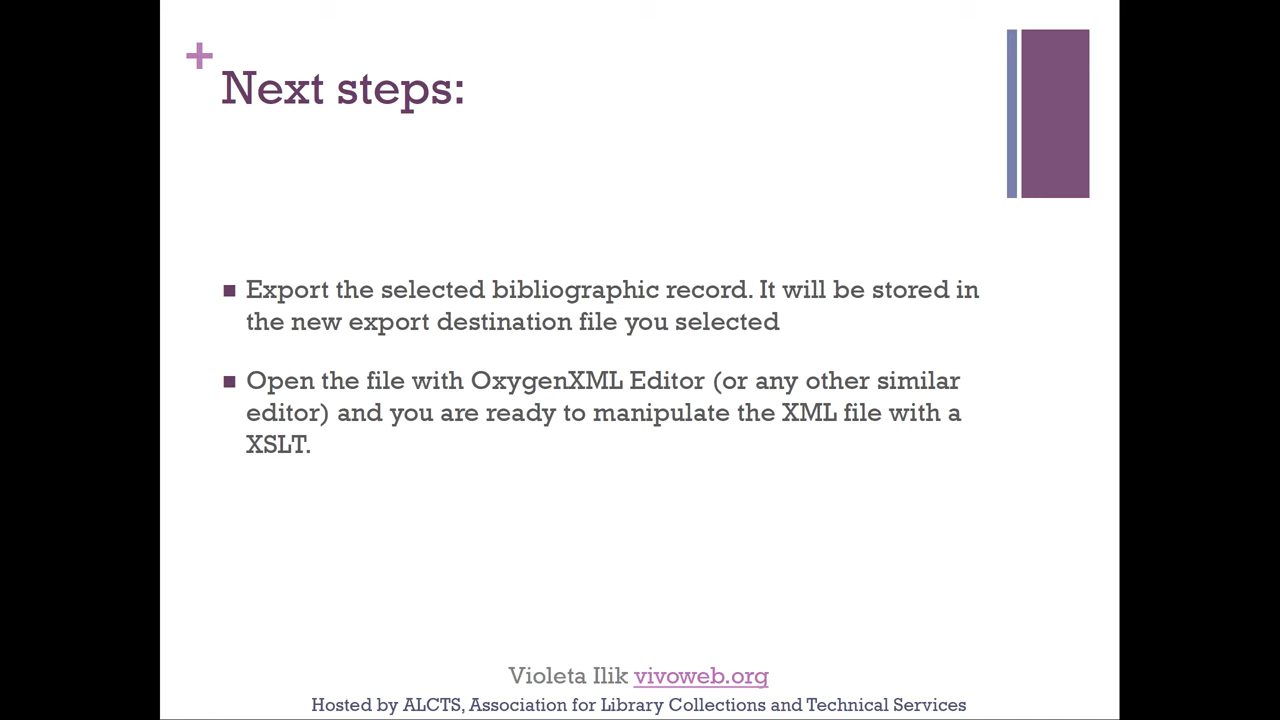 +
Next steps:
■ Export the selected bibliographic record. It will be stored in
the new export destination file you selected
■ Open the file with OxygenXML Editor (or any other similar
editor) and you are ready to manipulate the XML file with a
XSLT.
Violeta Ilik vivoweb.org
Hosted by ALCTS, Association for Library Collections and Technical Services